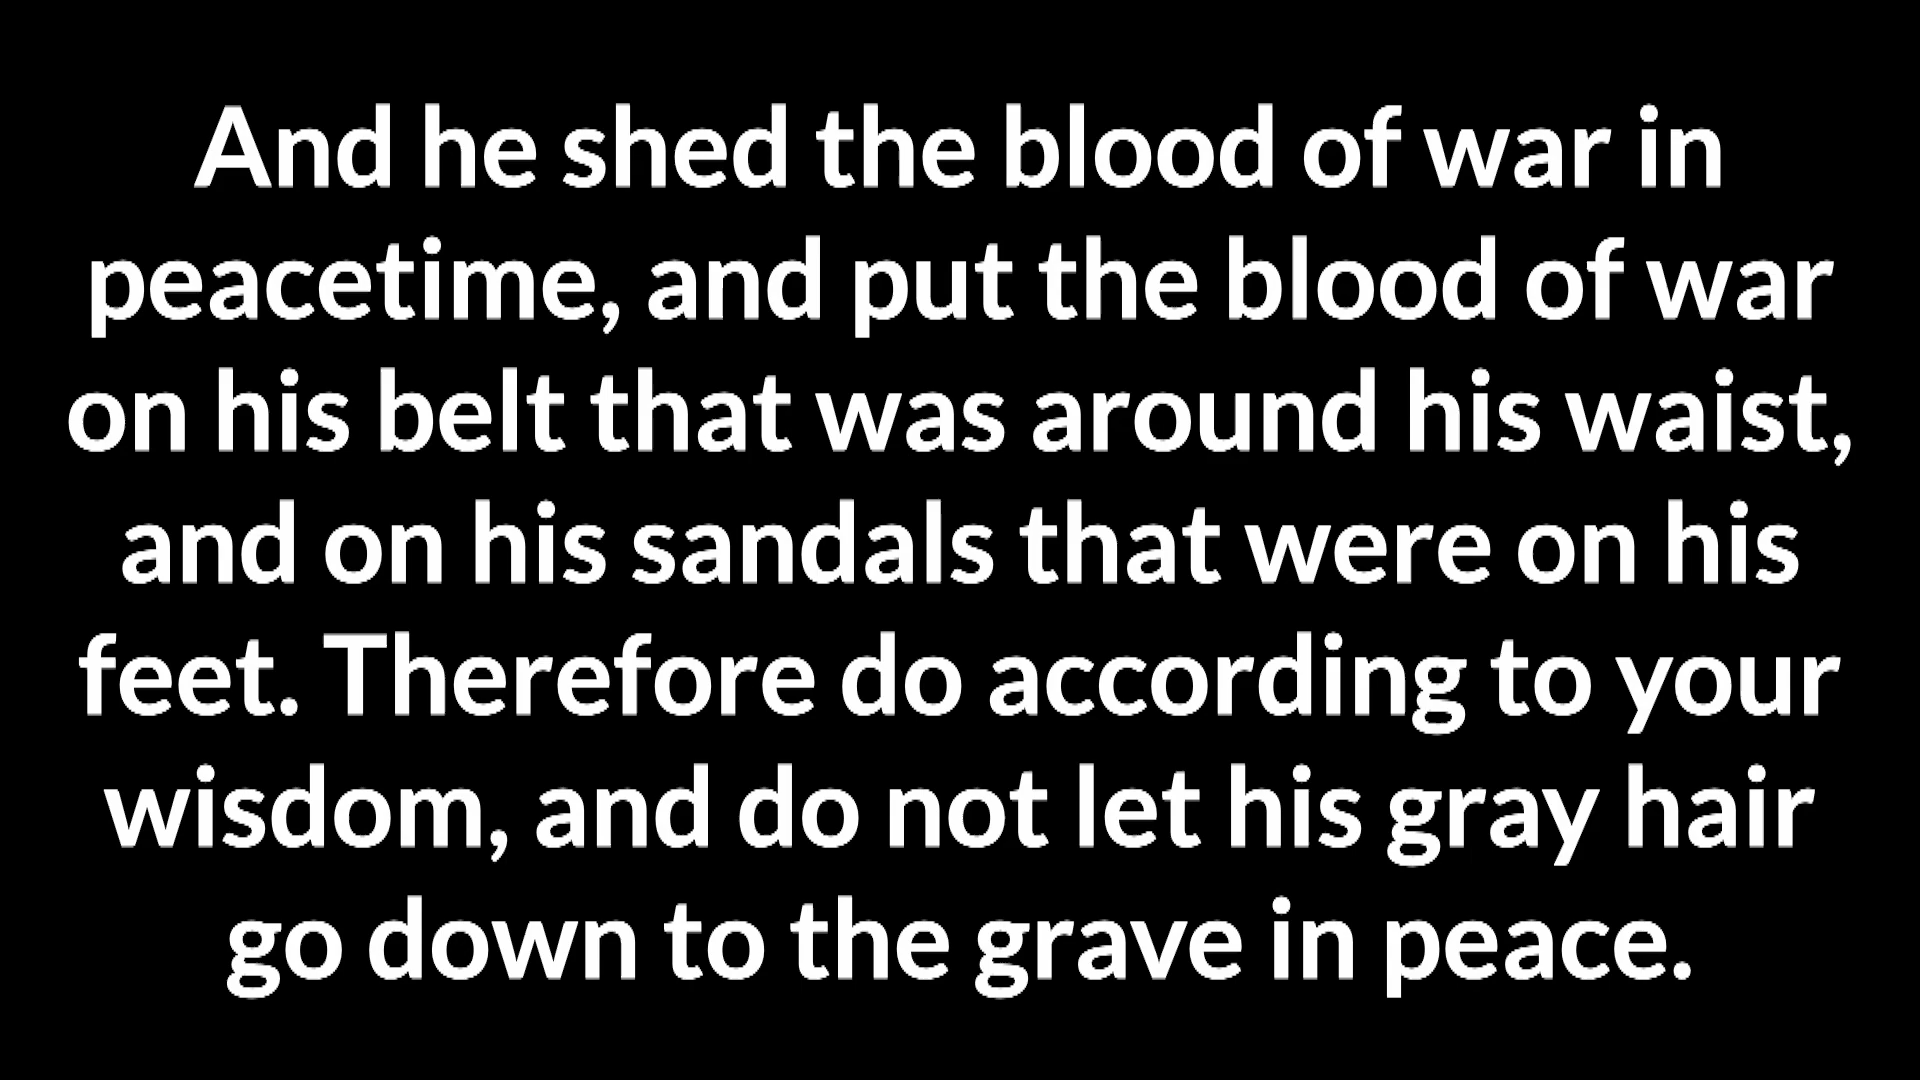 And he shed the blood of war in
peacetime, and put the blood of war
on his belt that was around his waist,
and on his sandals that were on his
feet. Therefore do according to your
wisdom, and do not let his gray hair
go down to the grave in peace.